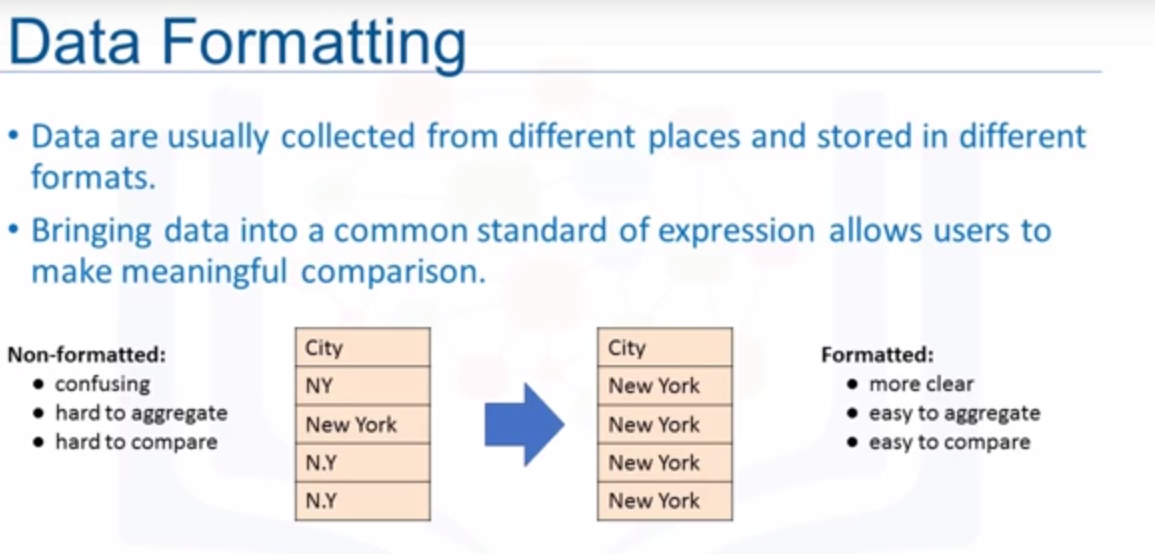 Data Formatting
• Data are usually collected from different places and stored in different
formats.
• Bringing data into a common standard of expression allows users to
make meaningful comparison.
Non-formatted:
● confusing
● hard to aggregate
● hard to compare
City
NY
New York
N.Y
N.Y
City
New York
New York
New York
New York
Formatted:
● more clear
● easy to aggregate
● easy to compare